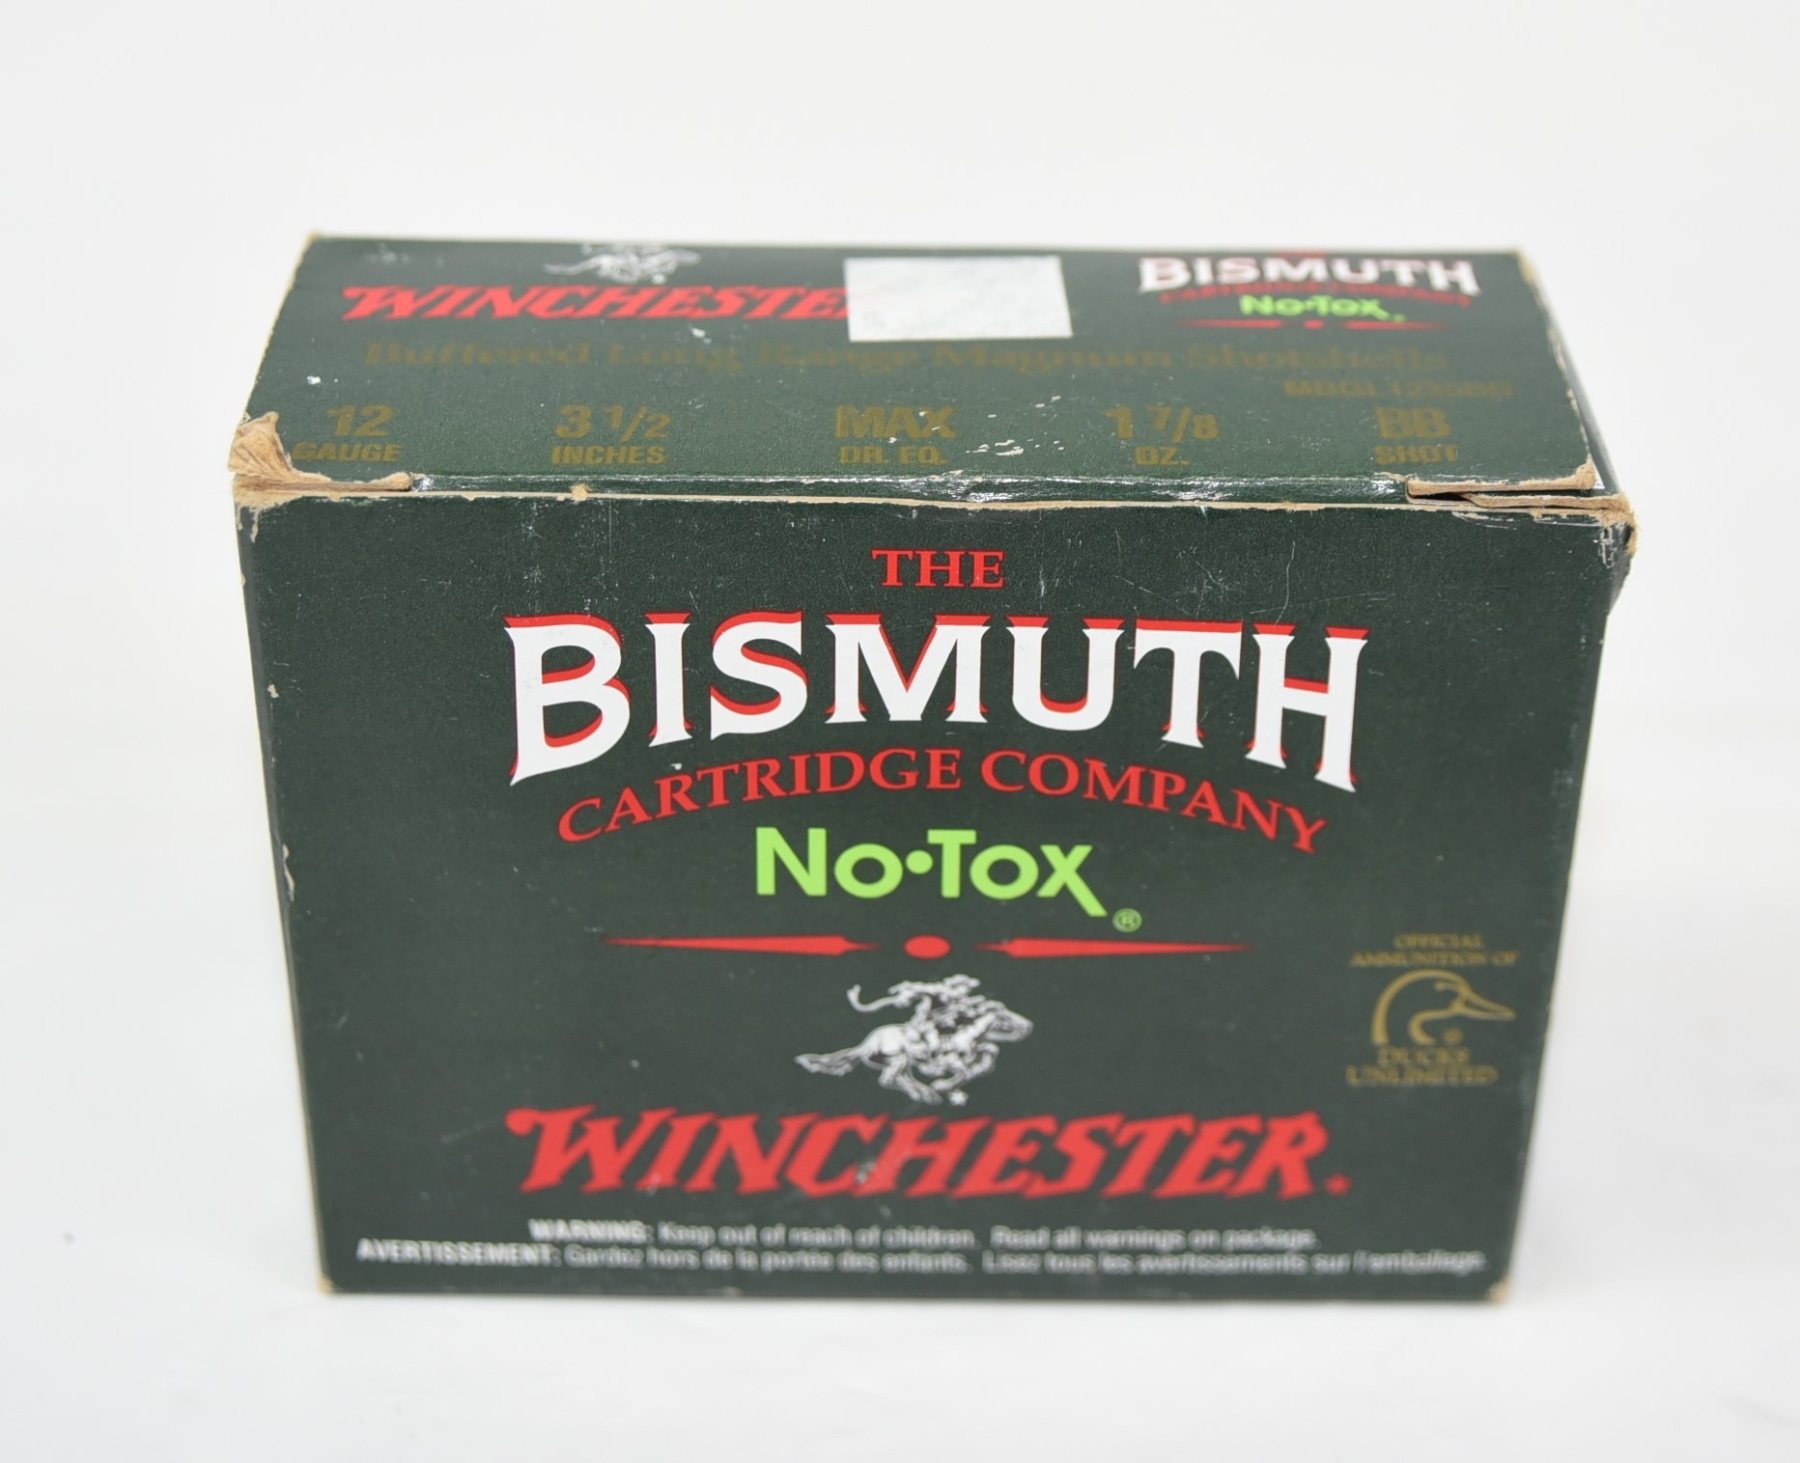 WINCHESTE
BISMUTH
CARTRIDGE COMPANY
No•Tox
Buffered Long Range Magnum Shotshells
12 GAUGE
3 1/2 INCHES
MAX DR. EQ.
1 7/8 OZ.
BB SHOT
THE
BISMUTH
CARTRIDGE COMPANY
No•Tox®
OFFICIAL
AMMUNITION OF
DUCKS
UNLIMITED
WINCHESTER
WARNING: Keep out of reach of children. Read all warnings on package.
AVERTISSEMENT: Gardez hors de la portée des enfants. Lisez tous les avertissements sur l'emballage.